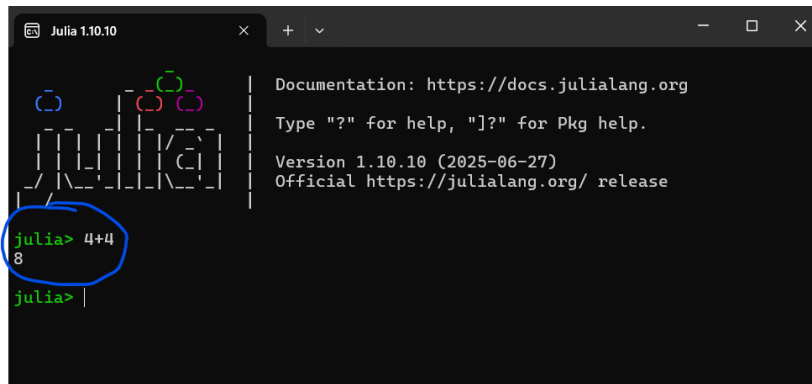 Julia 1.10.10
Documentation: https://docs.julialang.org
Type "?" for help, "]?" for Pkg help.
Version 1.10.10 (2025-06-27)
Official https://julialang.org/ release
julia> 4+4
8
julia>